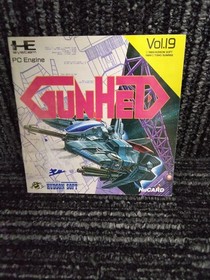 HE
PC Engine
Vol.19
GUNHED
HUDSON SOFT
HuCARD